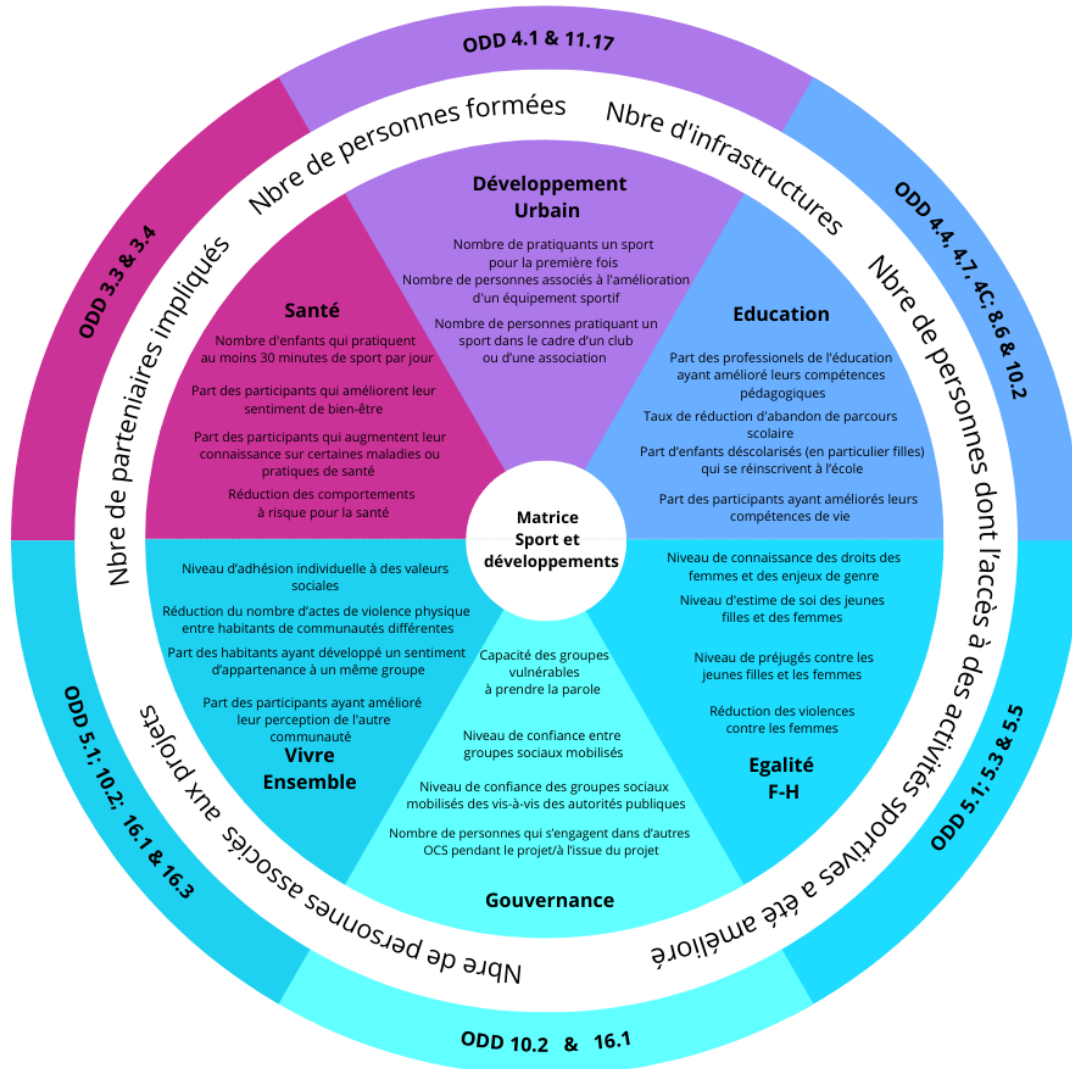 ODD 4.1 & 11.17
ODD 4.4, 4,7, 4C; 8.6 & 10.2
ODD 5.1; 5.3 & 5.5
ODD 10.2 & 16.1
ODD 5.1; 10.2; 16.1 & 16.3
ODD 3.3 & 3.4
Nbre de personnes formées
Nbre d'infrastructures
Nbre de personnes dont l’accès à des activités sportives a été amélioré
Nbre de personnes associés aux projets
Nbre de parteniaires impliqués
Développement
Urbain
Nombre de pratiquants un sport
pour la première fois
Nombre de personnes associés à l'amélioration
d'un équipement sportif
Nombre de personnes pratiquant un
sport dans le cadre d’un club
ou d’une association
Education
Part des professionels de l'éducation
ayant amélioré leurs compétences
pédagogiques
Taux de réduction d'abandon de parcours
scolaire
Part d’enfants déscolarisés (en particulier filles)
qui se réinscrivent à l’école
Part des participants ayant améliorés leurs
compétences de vie
Santé
Nombre d'enfants qui pratiquent
au moins 30 minutes de sport par jour
Part des participants qui améliorent leur
sentiment de bien-être
Part des participants qui augmentent leur
connaissance sur certaines maladies ou
pratiques de santé
Réduction des comportements
à risque pour la santé
Matrice
Sport et
développements
Niveau de connaissance des droits des
femmes et des enjeux de genre
Niveau d'estime de soi des jeunes
filles et des femmes
Niveau de préjugés contre les
jeunes filles et les femmes
Réduction des violences
contre les femmes
Egalité
F-H
Niveau d’adhésion individuelle à des valeurs
sociales
Réduction du nombre d’actes de violence physique
entre habitants de communautés différentes
Part des habitants ayant développé un sentiment
d’appartenance à un même groupe
Part des participants ayant amélioré
leur perception de l'autre
communauté
Vivre
Ensemble
Capacité des groupes
vulnérables
à prendre la parole
Niveau de confiance entre
groupes sociaux mobilisés
Niveau de confiance des groupes sociaux
mobilisés des vis-à-vis des autorités publiques
Nombre de personnes qui s’engagent dans d’autres
OCS pendant le projet/à l’issue du projet
Gouvernance